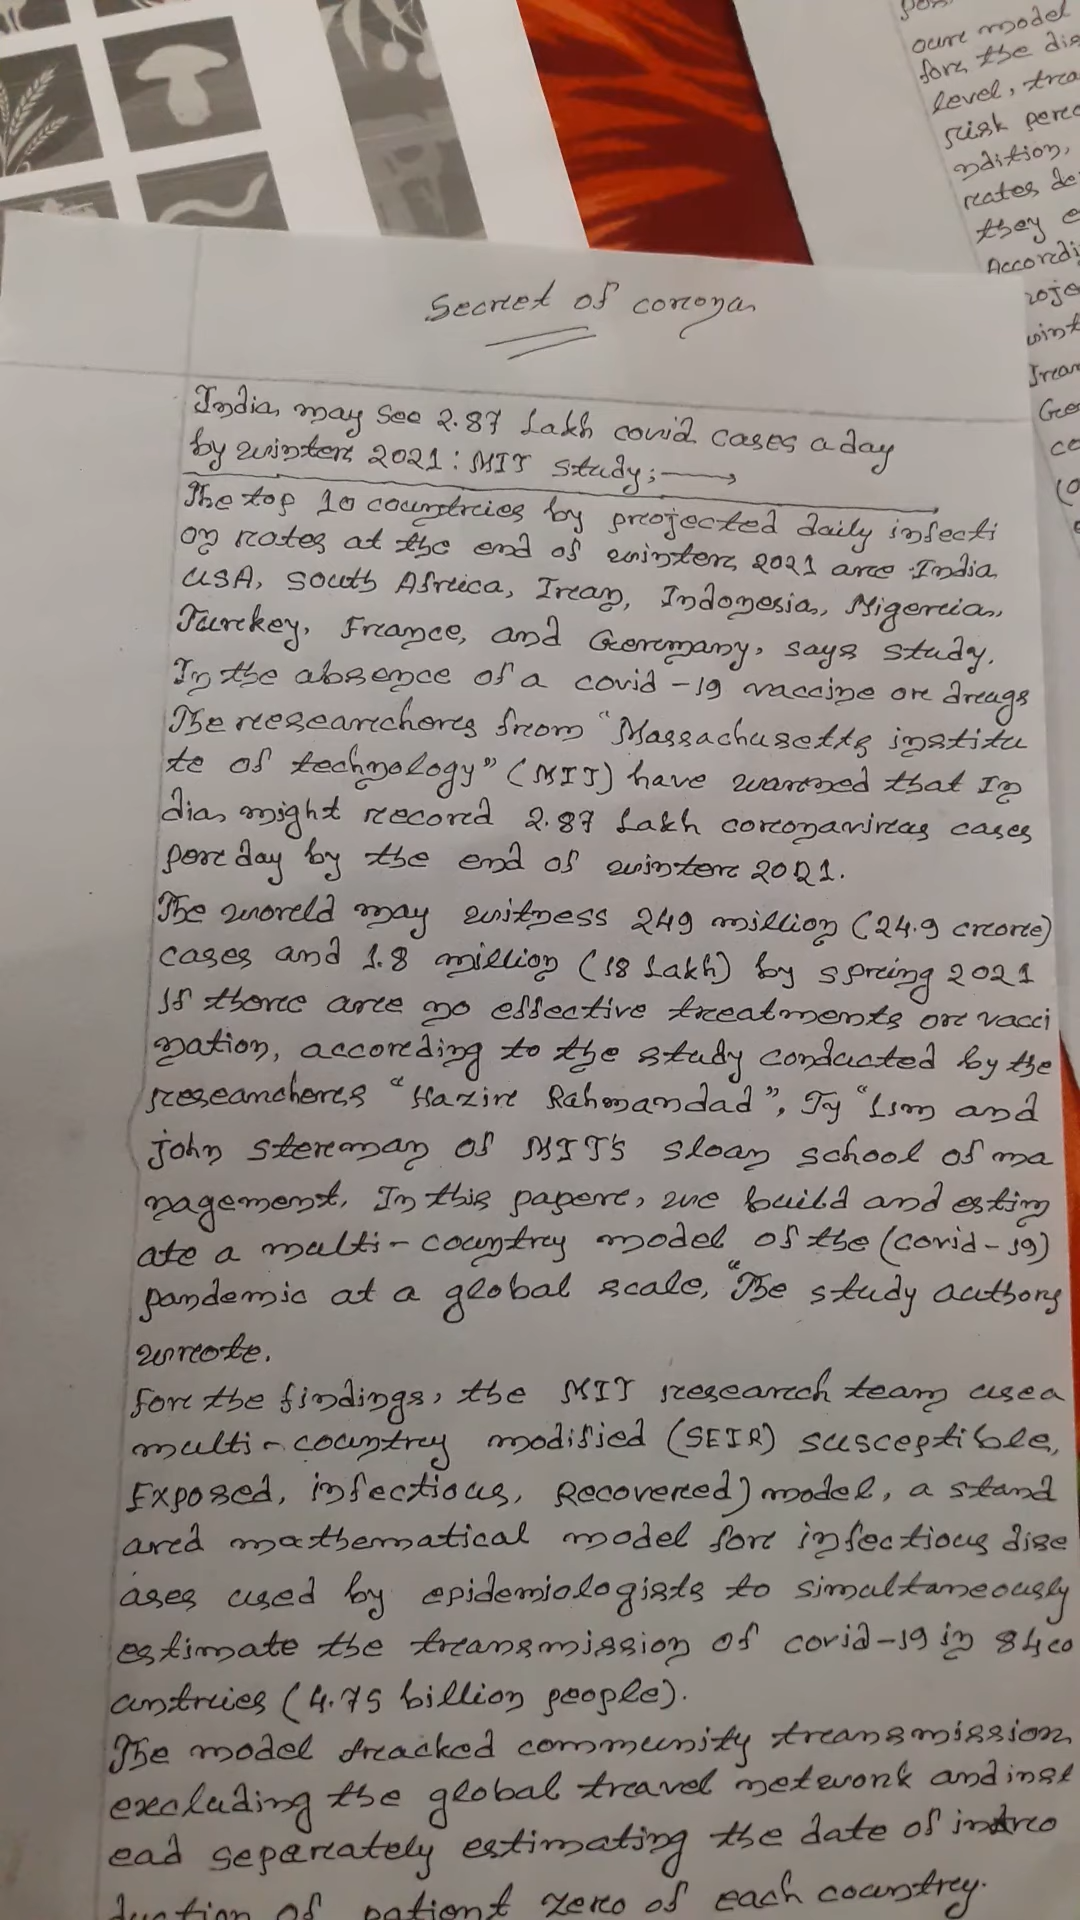 Secret of corona
India may see 2.87 Lakh covid cases a day
by winter 2021: MIT study;
The top 10 countries by projected daily infecti
on rates at the end of winter 2021 are India
USA, South Africa, Iran, Indonesia, Nigeria,
Turkey, France, and Germany, says study.
In the absence of a covid-19 vaccine or drugs
The researchers from "Massachusetts institu
te of technology" (MIT) have warned that In
dia might record 2.87 Lakh coronavirus cases
per day by the end of winter 2021.
The world may witness 249 million (24.9 crore)
cases and 1.8 million (18 Lakh) by spring 2021
If there are no effective treatments or vacci
nation, according to the study conducted by the
researchers "Hazir Rahmandad", Ty "Lim and
john sterman of MIT's sloan school of ma
nagement. In this paper, we build and estim
ate a multi-country model of the (covid-19)
pandemic at a global scale, "The study authors
wrote.
for the findings, the MIT research team used
multi-country modified (SEIR) susceptible,
Exposed, infectious, Recovered) model, a stand
ard mathematical model for infectious dise
ases used by epidemiologists to simultaneously
estimate the transmission of covid-19 in 84 co
untries (4.75 billion people).
The model tracked community transmission
excluding the global travel network and inst
ead separately estimating the date of intro
duction of patient zero of each country.
our model
for the dis
level, trea
risk perc
ndition,
rates de
they e
Accordi
roje
wint
Iran
Ger
co